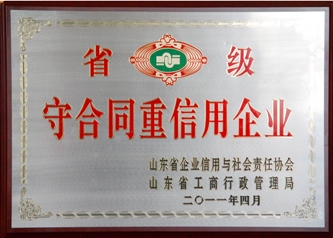 省 级
守合同重信用企业
山东省企业信用与社会责任协会
山东省工商行政管理局
二〇一一年四月